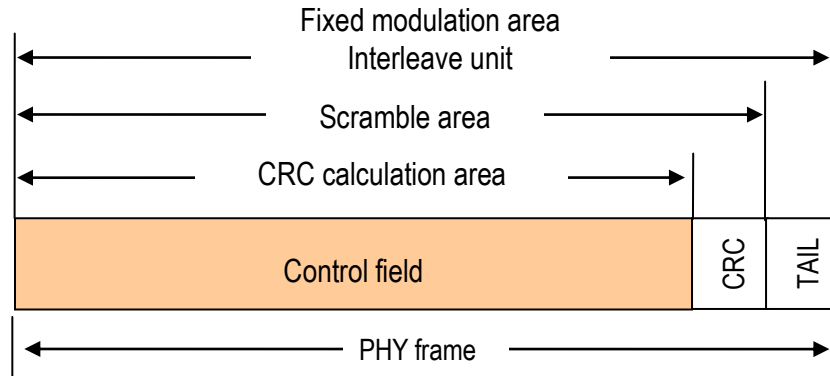 Fixed modulation area
Interleave unit
Scramble area
CRC calculation area
Control field
CRC
TAIL
PHY frame